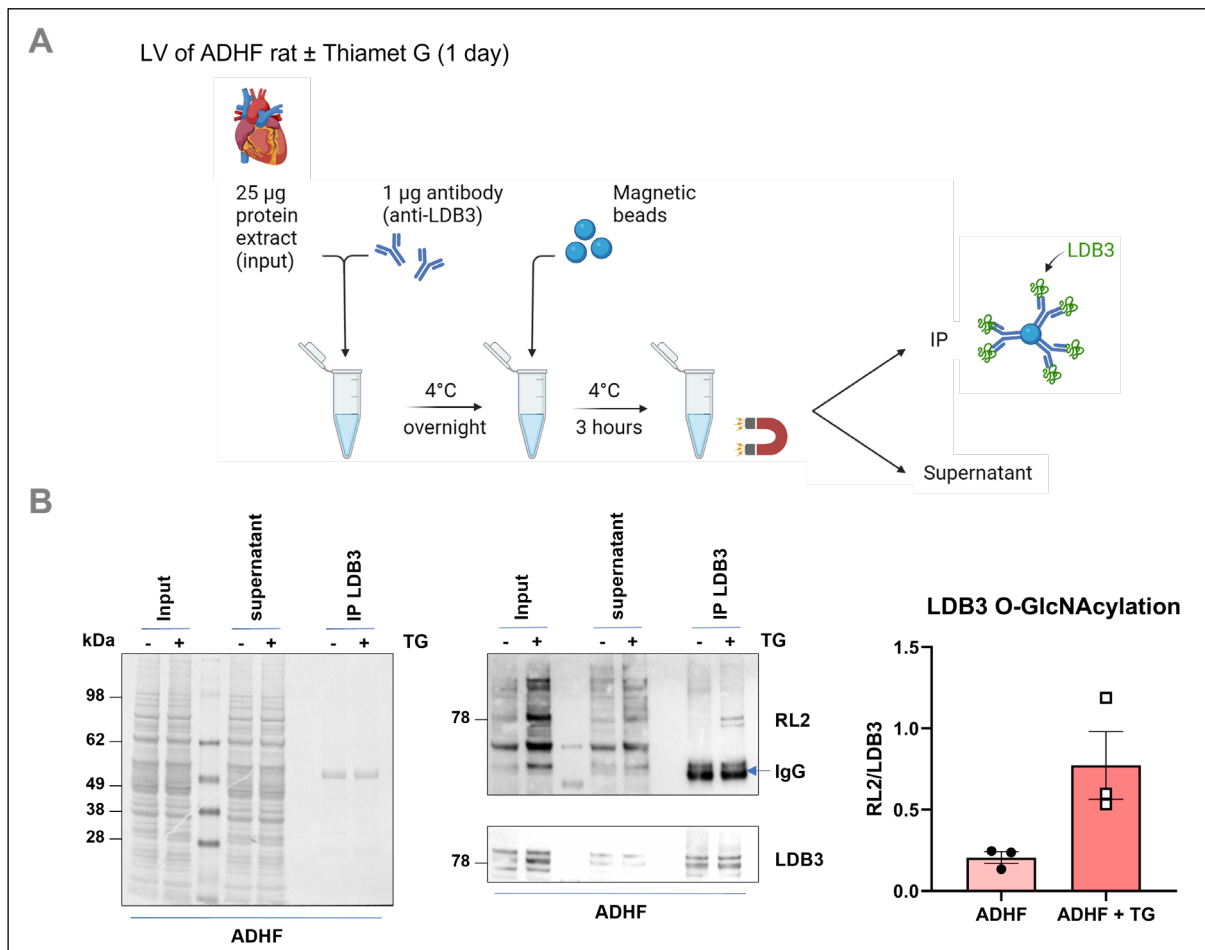 A
LV of ADHF rat ± Thiamet G (1 day)
25 µg
protein
extract
(input)
1 µg antibody
(anti-LDB3)
Magnetic
beads
4°C
overnight
4°C
3 hours
IP
LDB3
Supernatant
B
Input
supernatant
IP LDB3
kDa
- + - + - + TG
98
62
49
38
28
ADHF
Input
supernatant
IP LDB3
- + - + - + TG
78
RL2
IgG
78
LDB3
ADHF
LDB3 O-GlcNAcylation
RL2/LDB3
1.5
1.0
0.5
0.0
ADHF
ADHF + TG